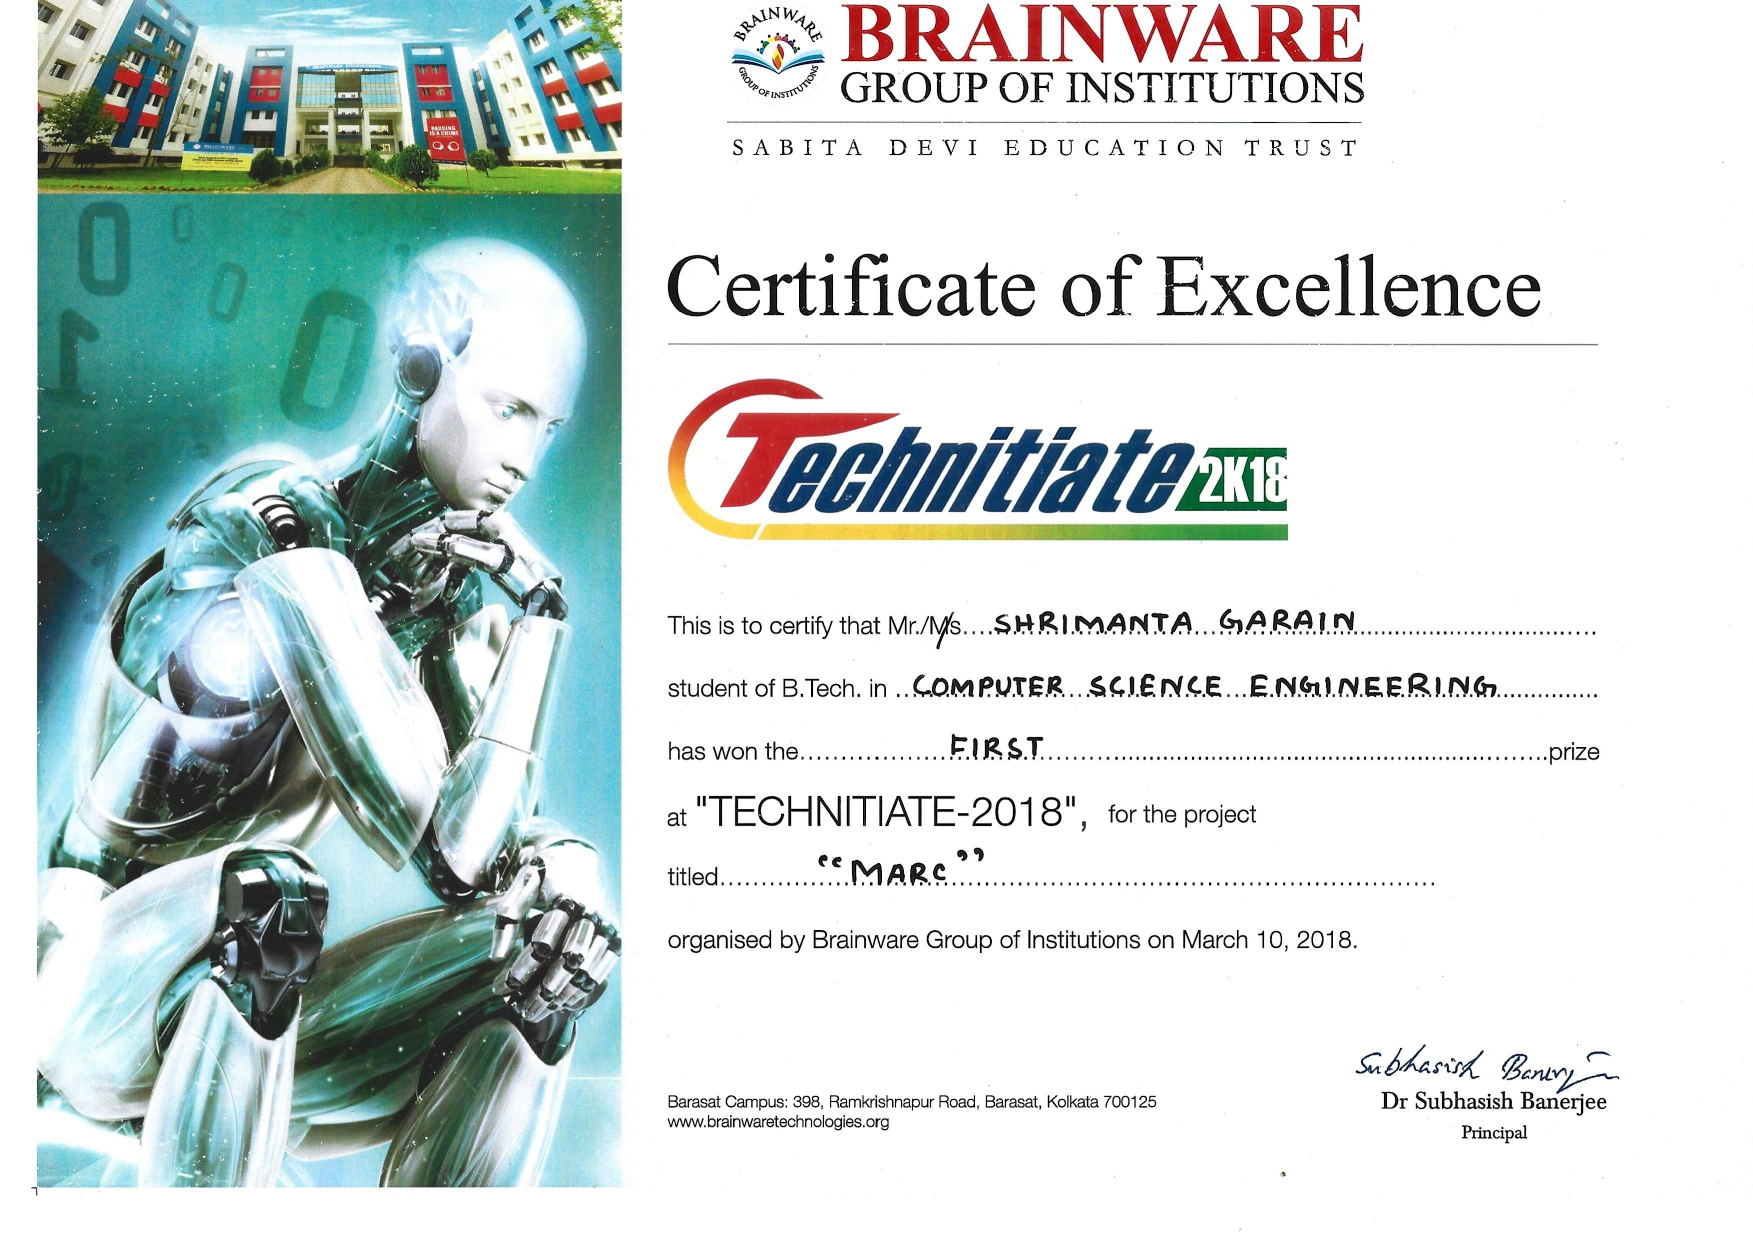 BRAINWARE
GROUP OF INSTITUTIONS
BRAINWARE
GROUP OF INSTITUTIONS
SABITA DEVI EDUCATION TRUST
RAGGING
IS A CRIME
BRAINWARE
Certificate of Excellence
Technitiate 2K18
This is to certify that Mr./Ms....SHRIMANTA GARAIN
student of B.Tech. in ..COMPUTER SCIENCE ENGINEERING
has won the FIRST prize
at "TECHNITIATE-2018", for the project
titled “MARC”
organised by Brainware Group of Institutions on March 10, 2018.
Subhasish Banerjee
Barasat Campus: 398, Ramkrishnapur Road, Barasat, Kolkata 700125
www.brainwaretechnologies.org
Dr Subhasish Banerjee
Principal